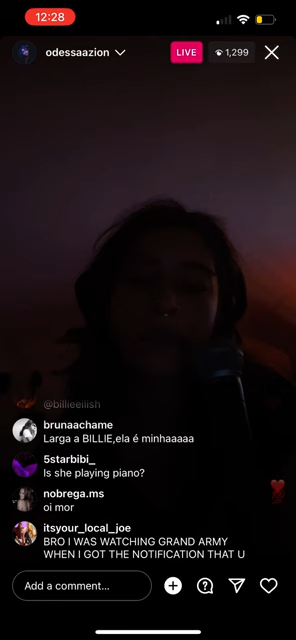 12:28
odessaazion
LIVE
1,299
@billieeilish
brunaachame
Larga a BILLIE,ela é minhaaaaa
5starbibi_
Is she playing piano?
nobrega.ms
oi mor
itsyour_local_joe
BRO I WAS WATCHING GRAND ARMY
WHEN I GOT THE NOTIFICATION THAT U
Add a comment...